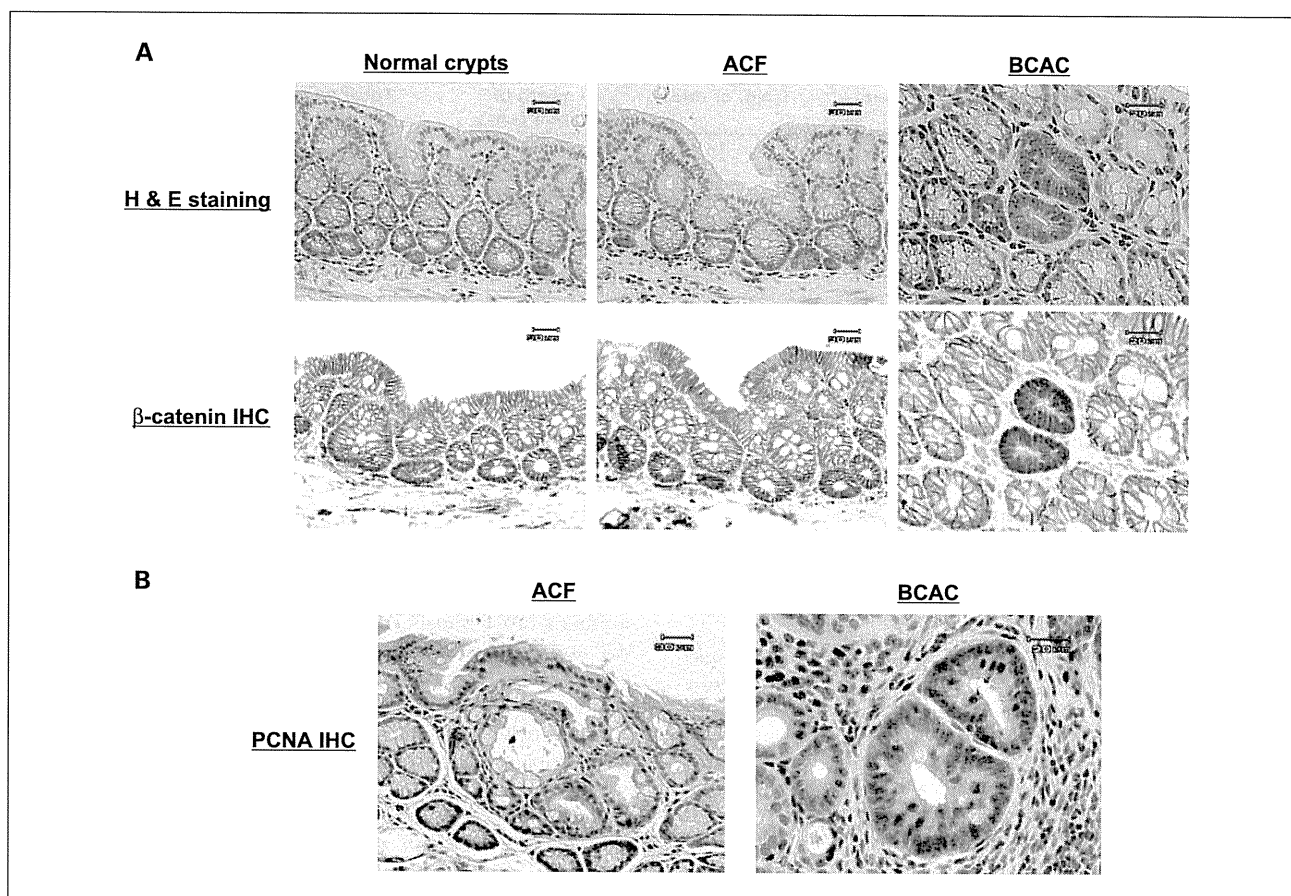 A
Normal crypts
ACF
BCAC
H & E staining
β-catenin IHC
B
ACF
BCAC
PCNA IHC